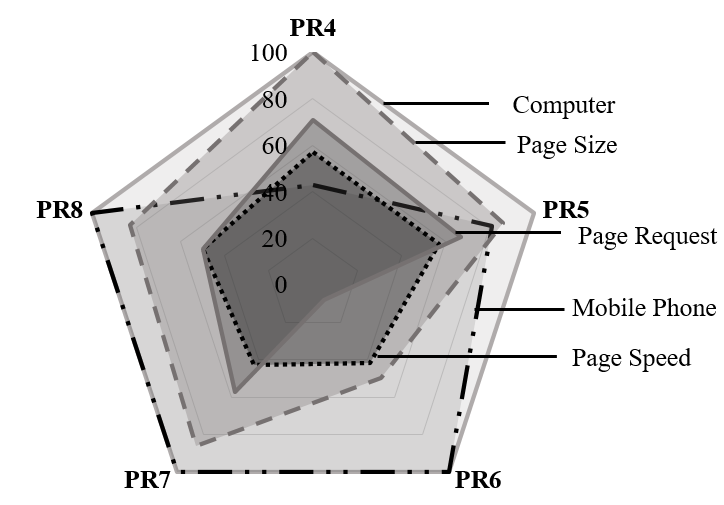 PR4
100
80
60
40
20
0
Computer
Page Size
PR8
PR5
Page Request
Mobile Phone
Page Speed
PR7
PR6